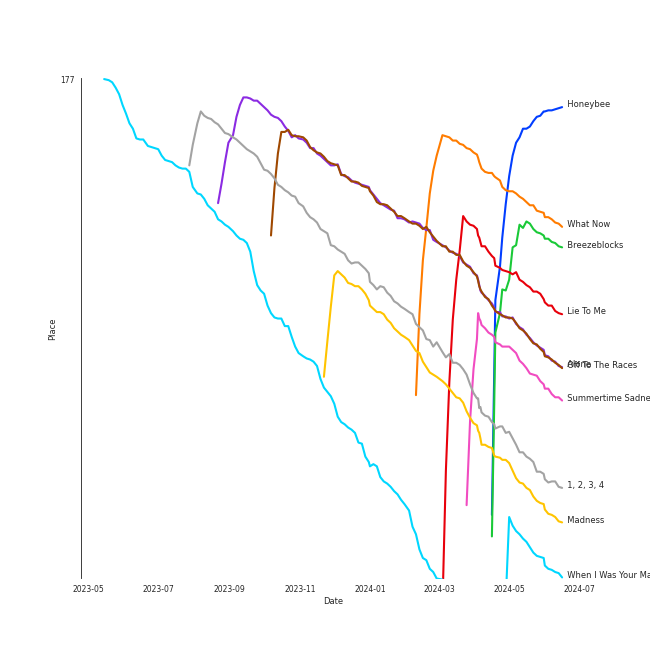 177
Place
Honeybee
What Now
Breezeblocks
Lie To Me
Off To The Races
Summertime Sadne
1, 2, 3, 4
Madness
When I Was Your Ma
2023-05 2023-07 2023-09 2023-11 2024-01 2024-03 2024-05 2024-07
Date